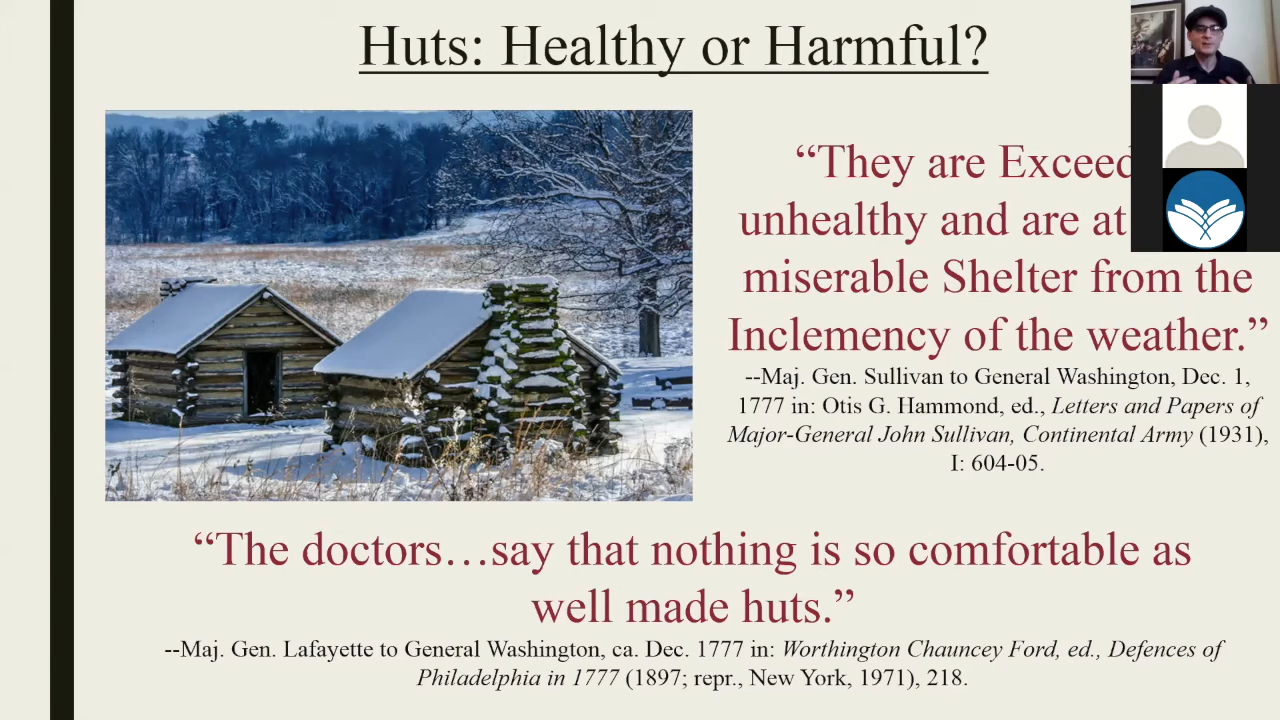 Huts: Healthy or Harmful?
“They are Exceed
unhealthy and are at
miserable Shelter from the
Inclemency of the weather.”
--Maj. Gen. Sullivan to General Washington, Dec. 1,
1777 in: Otis G. Hammond, ed., Letters and Papers of
Major-General John Sullivan, Continental Army (1931),
I: 604-05.
“The doctors…say that nothing is so comfortable as
well made huts.”
--Maj. Gen. Lafayette to General Washington, ca. Dec. 1777 in: Worthington Chauncey Ford, ed., Defences of
Philadelphia in 1777 (1897; repr., New York, 1971), 218.